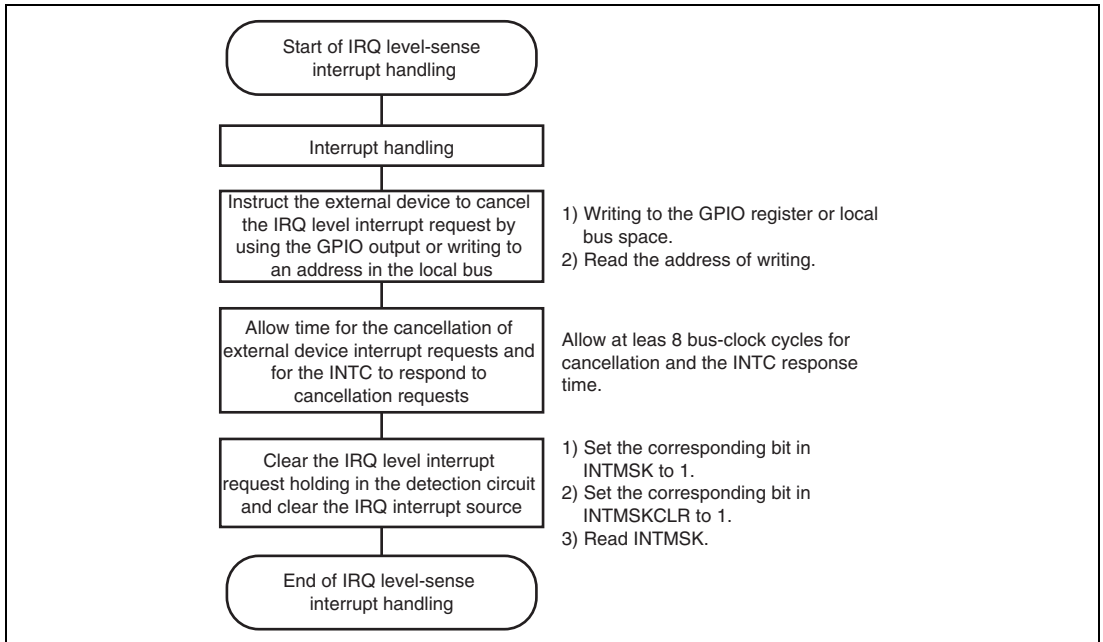 Start of IRQ level-sense
interrupt handling
Interrupt handling
Instruct the external device to cancel
the IRQ level interrupt request by
using the GPIO output or writing to
an address in the local bus
1) Writing to the GPIO register or local
bus space.
2) Read the address of writing.
Allow time for the cancellation of
external device interrupt requests and
for the INTC to respond to
cancellation requests
Allow at leas 8 bus-clock cycles for
cancellation and the INTC response
time.
Clear the IRQ level interrupt
request holding in the detection circuit
and clear the IRQ interrupt source
1) Set the corresponding bit in
INTMSK to 1.
2) Set the corresponding bit in
INTMSKCLR to 1.
3) Read INTMSK.
End of IRQ level-sense
interrupt handling